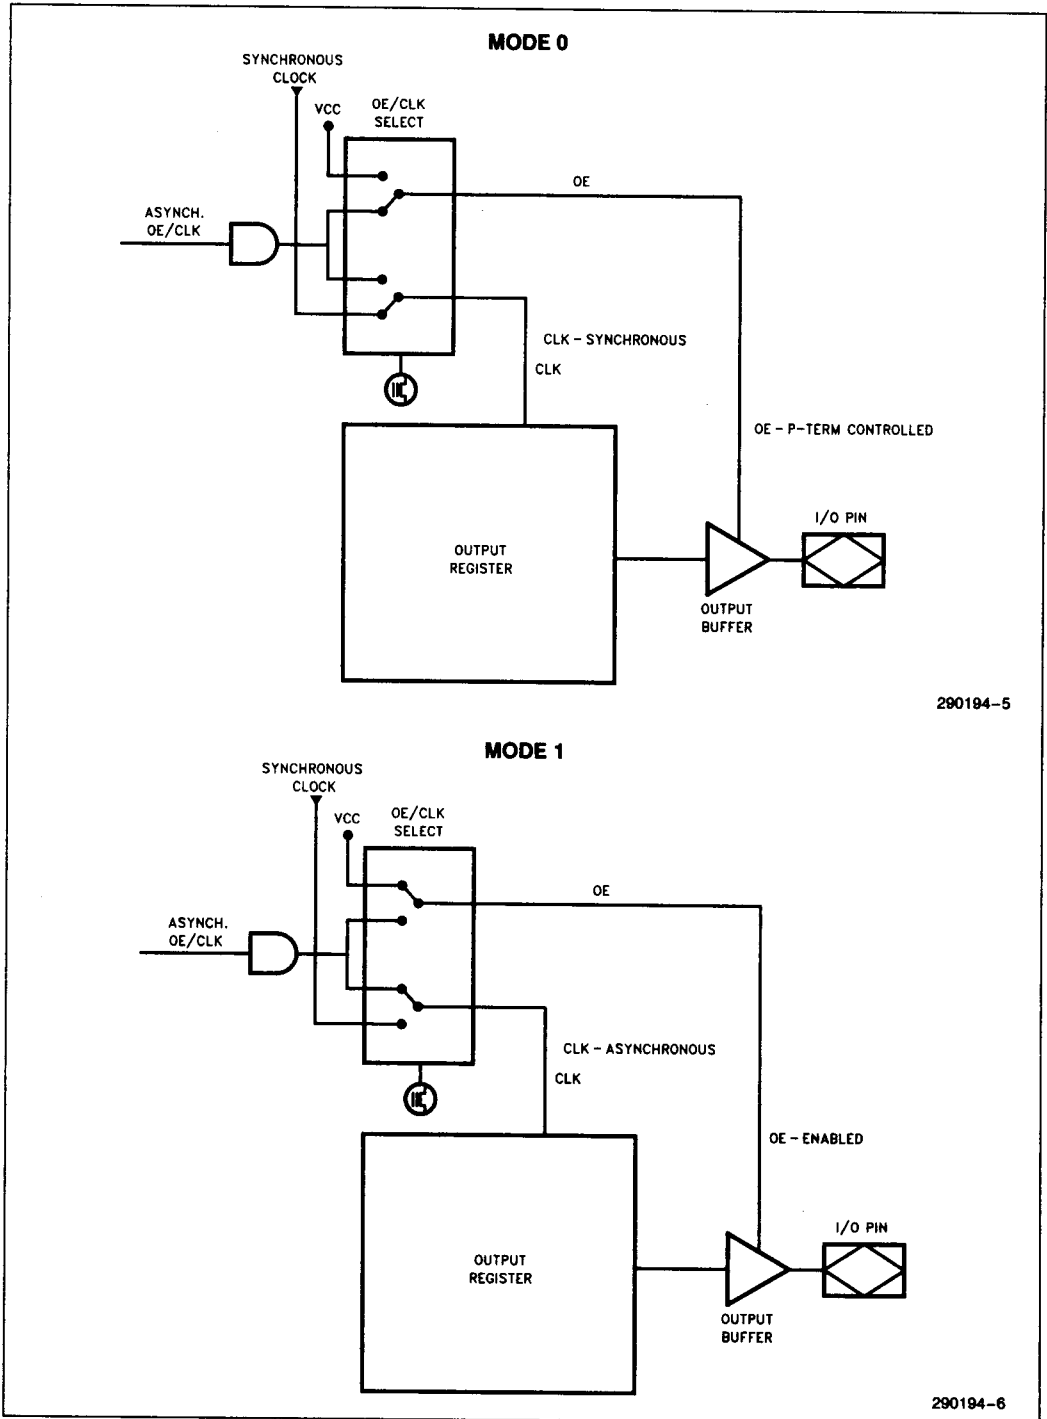 MODE 0
SYNCHRONOUS
CLOCK
VCC
OE/CLK
SELECT
OE
ASYNCH.
OE/CLK
CLK - SYNCHRONOUS
CLK
OE - P-TERM CONTROLLED
I/O PIN
OUTPUT
REGISTER
OUTPUT
BUFFER
290194-5
MODE 1
SYNCHRONOUS
CLOCK
VCC
OE/CLK
SELECT
OE
ASYNCH.
OE/CLK
CLK - ASYNCHRONOUS
CLK
OE - ENABLED
I/O PIN
OUTPUT
REGISTER
OUTPUT
BUFFER
290194-6